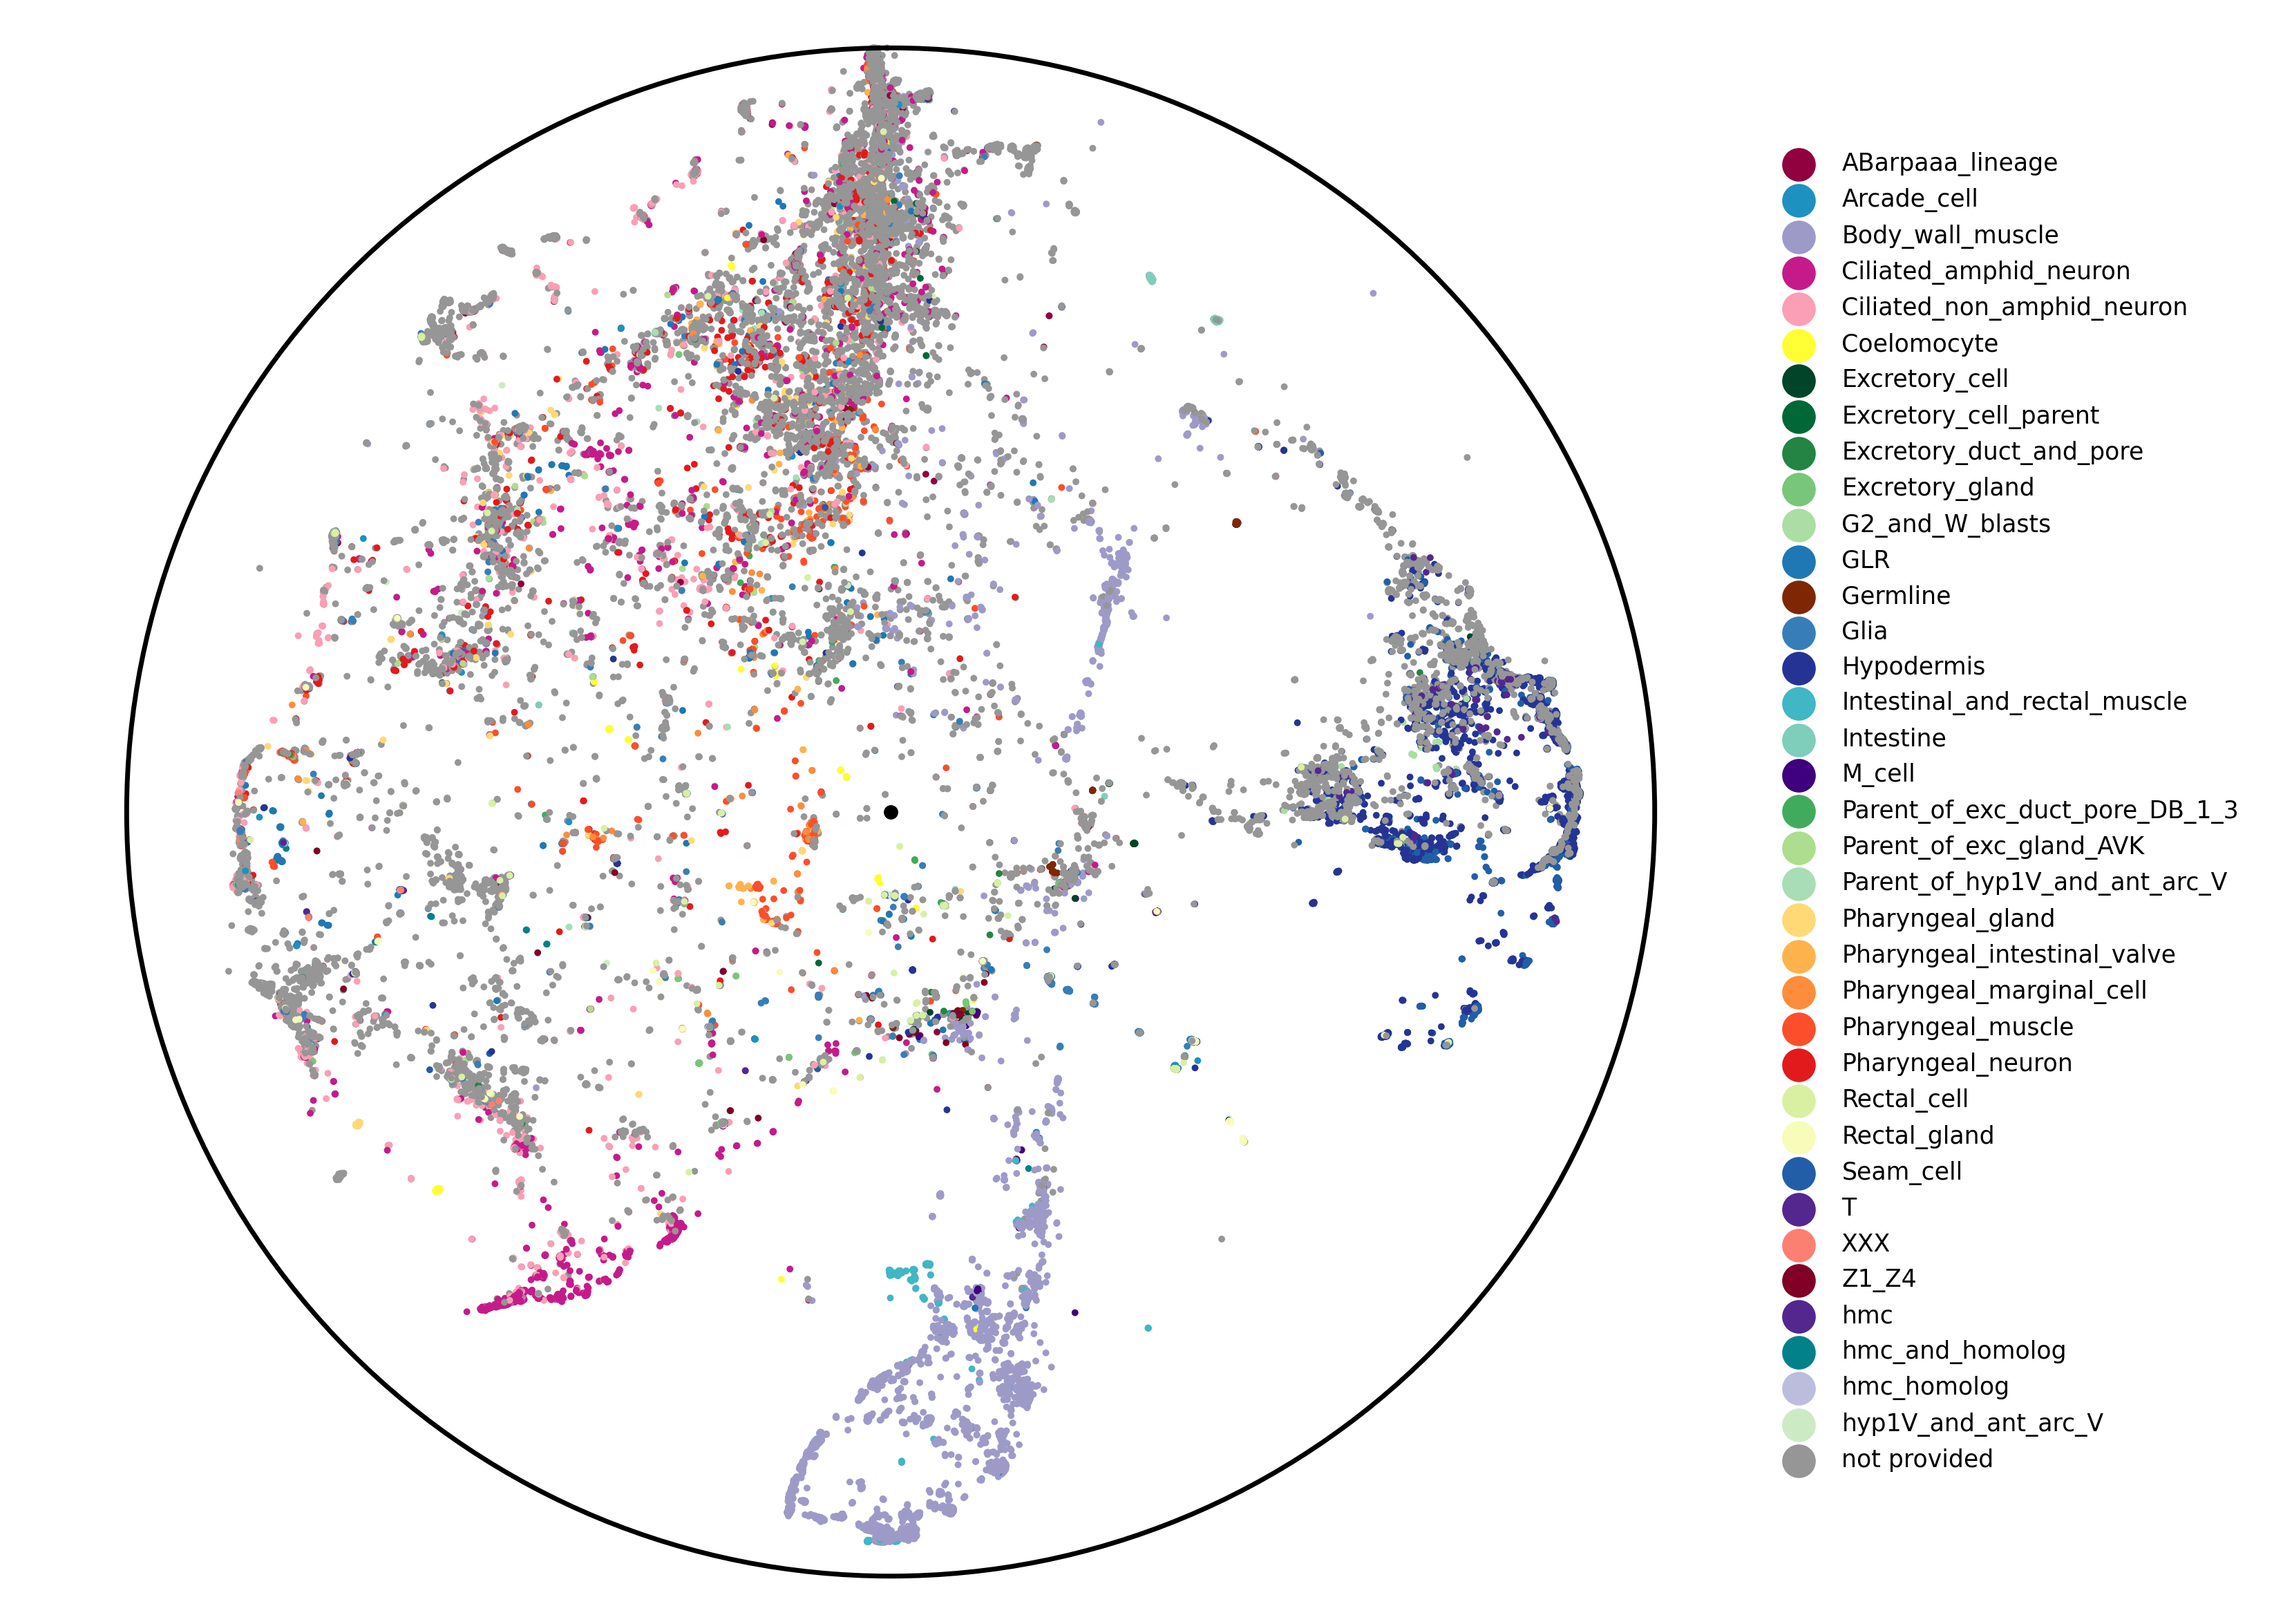 ABarpaaa_lineage
Arcade_cell
Body_wall_muscle
Ciliated_amphid_neuron
Ciliated_non_amphid_neuron
Coelomocyte
Excretory_cell
Excretory_cell_parent
Excretory_duct_and_pore
Excretory_gland
G2_and_W_blasts
GLR
Germline
Glia
Hypodermis
Intestinal_and_rectal_muscle
Intestine
M_cell
Parent_of_exc_duct_pore_DB_1_3
Parent_of_exc_gland_AVK
Parent_of_hyp1V_and_ant_arc_V
Pharyngeal_gland
Pharyngeal_intestinal_valve
Pharyngeal_marginal_cell
Pharyngeal_muscle
Pharyngeal_neuron
Rectal_cell
Rectal_gland
Seam_cell
T
XXX
Z1_Z4
hmc
hmc_and_homolog
hmc_homolog
hyp1V_and_ant_arc_V
not provided